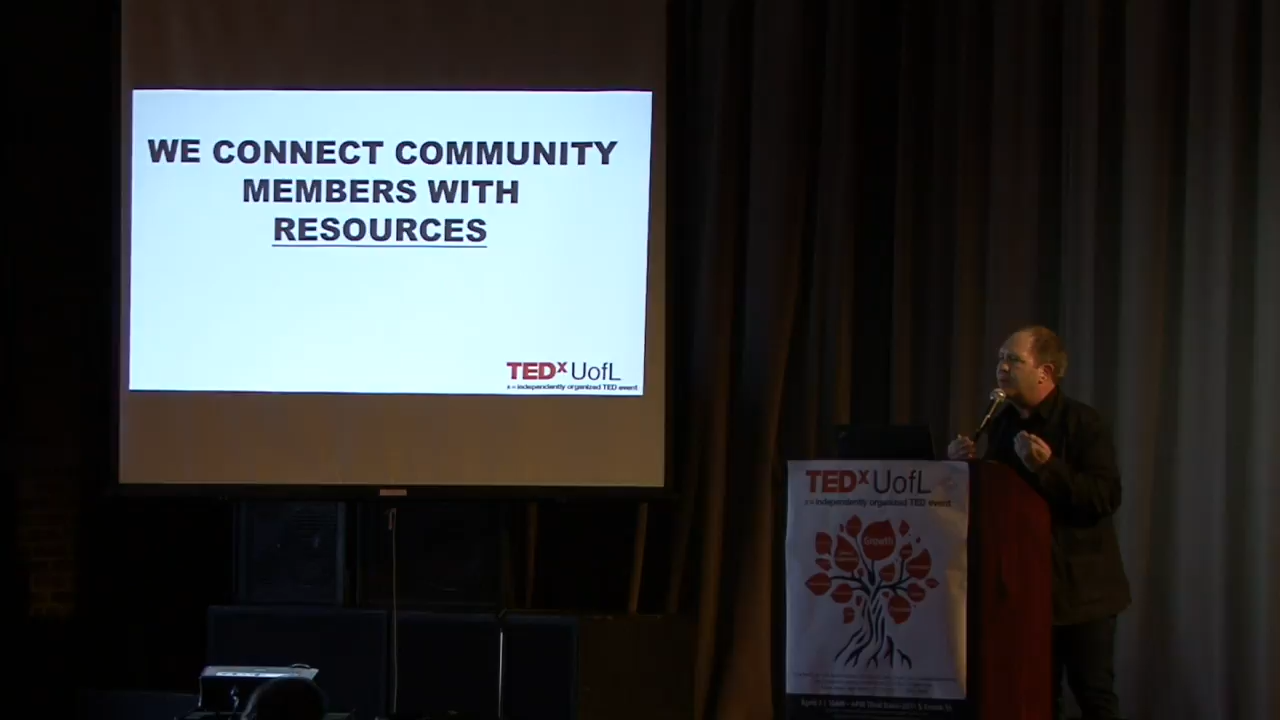 WE CONNECT COMMUNITY
MEMBERS WITH
RESOURCES
TEDx UofL
x = independently organized TED event
TEDx UofL
x = independently organized TED event
Growth